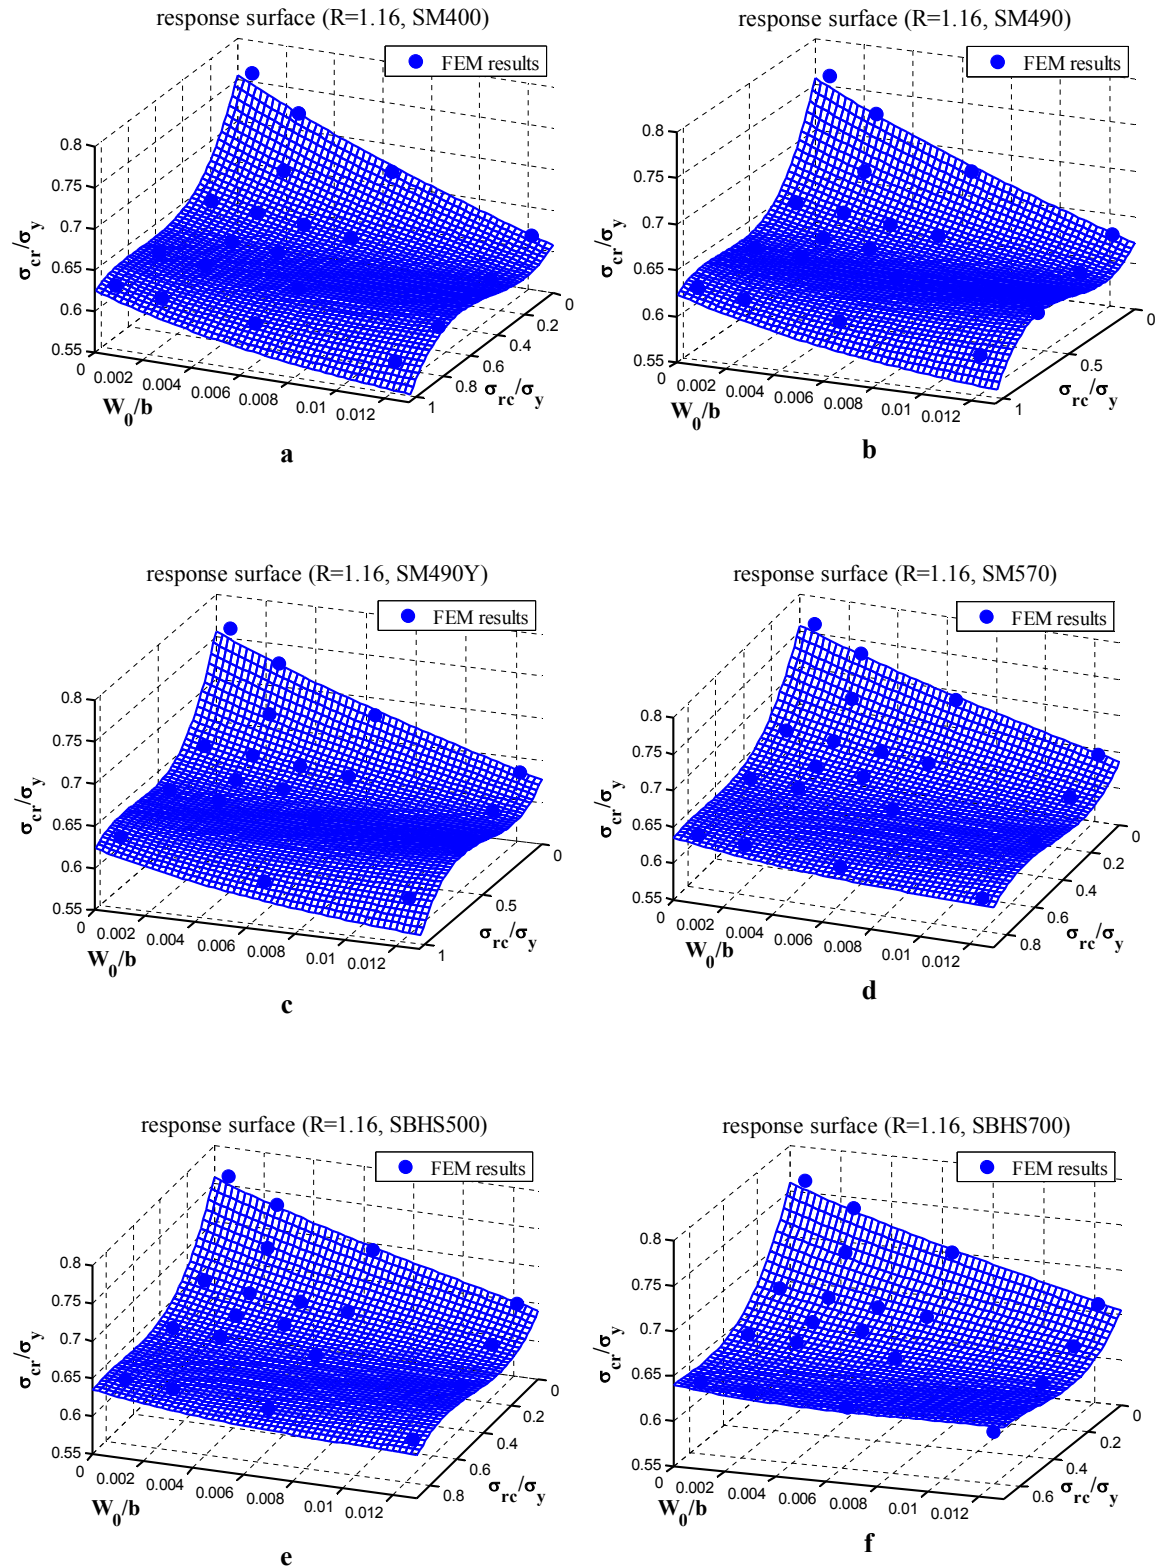 response surface (R=1.16, SM400)
FEM results
0.8
0.75
0.7
0.65
0.6
0.55
σcr/σy
0
0.002
0.004
0.006
0.008
0.01
0.012
W0/b
0
0.2
0.4
0.6
0.8
1
σrc/σy
a
response surface (R=1.16, SM490)
FEM results
0.8
0.75
0.7
0.65
0.6
0.55
σcr/σy
0
0.002
0.004
0.006
0.008
0.01
0.012
W0/b
0
0.5
1
σrc/σy
b
response surface (R=1.16, SM490Y)
FEM results
0.8
0.75
0.7
0.65
0.6
0.55
σcr/σy
0
0.002
0.004
0.006
0.008
0.01
0.012
W0/b
0
0.5
1
σrc/σy
c
response surface (R=1.16, SM570)
FEM results
0.8
0.75
0.7
0.65
0.6
0.55
σcr/σy
0
0.002
0.004
0.006
0.008
0.01
0.012
W0/b
0
0.2
0.4
0.6
0.8
σrc/σy
d
response surface (R=1.16, SBHS500)
FEM results
0.8
0.75
0.7
0.65
0.6
0.55
σcr/σy
0
0.002
0.004
0.006
0.008
0.01
0.012
W0/b
0
0.2
0.4
0.6
0.8
σrc/σy
e
response surface (R=1.16, SBHS700)
FEM results
0.8
0.75
0.7
0.65
0.6
0.55
σcr/σy
0
0.002
0.004
0.006
0.008
0.01
0.012
W0/b
0
0.2
0.4
0.6
σrc/σy
f